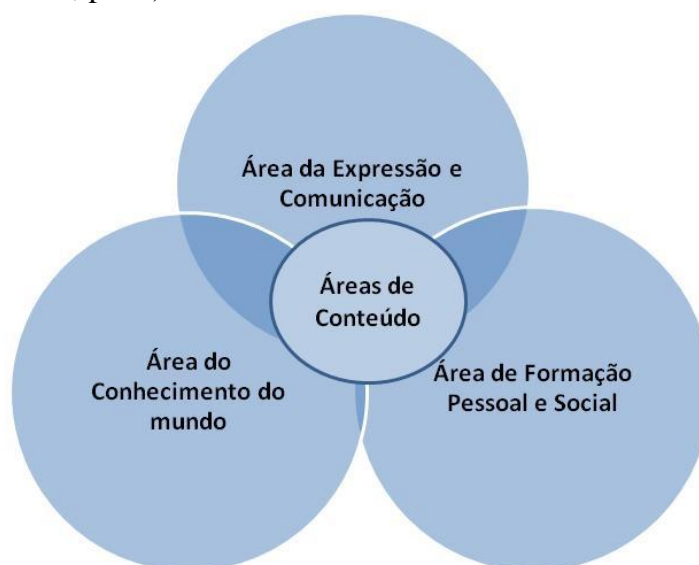 Área da Expressão e
Comunicação
Áreas de
Conteúdo
Área do
Conhecimento do
mundo
Área de Formação
Pessoal e Social